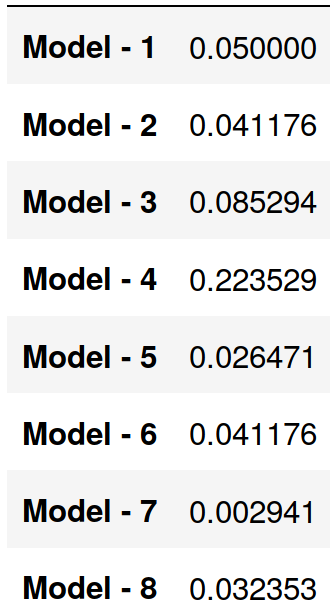 Model - 1 0.050000
Model - 2 0.041176
Model - 3 0.085294
Model - 4 0.223529
Model - 5 0.026471
Model - 6 0.041176
Model - 7 0.002941
Model - 8 0.032353